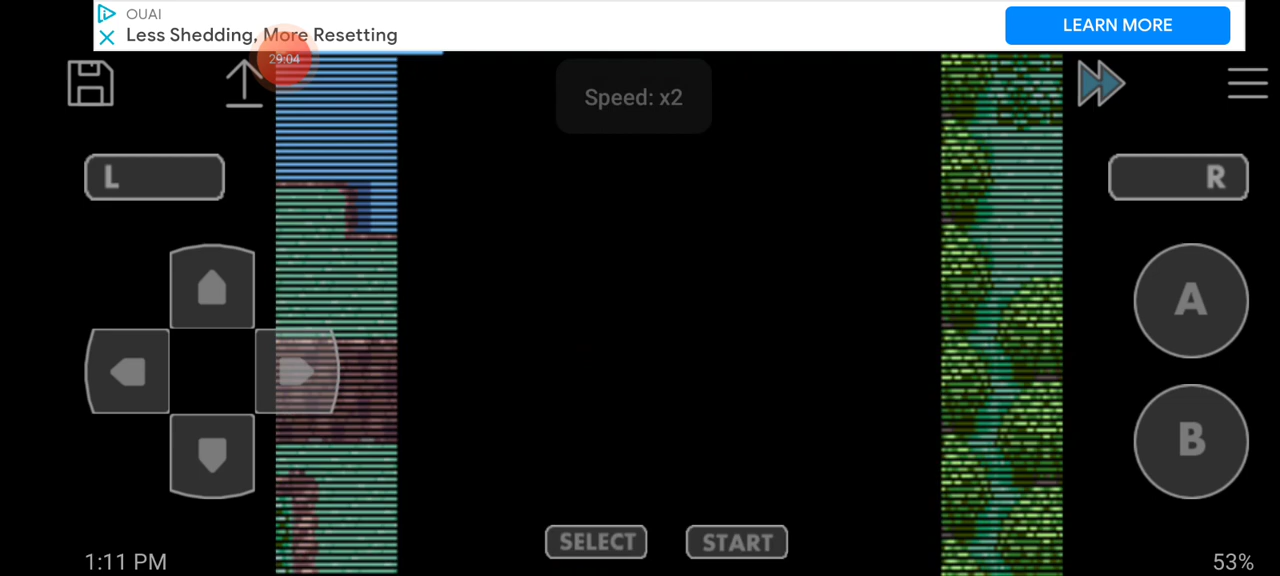 OUAI
Less Shedding, More Resetting
LEARN MORE
29:04
Speed: x2
L
R
A
B
SELECT
START
1:11 PM
53%